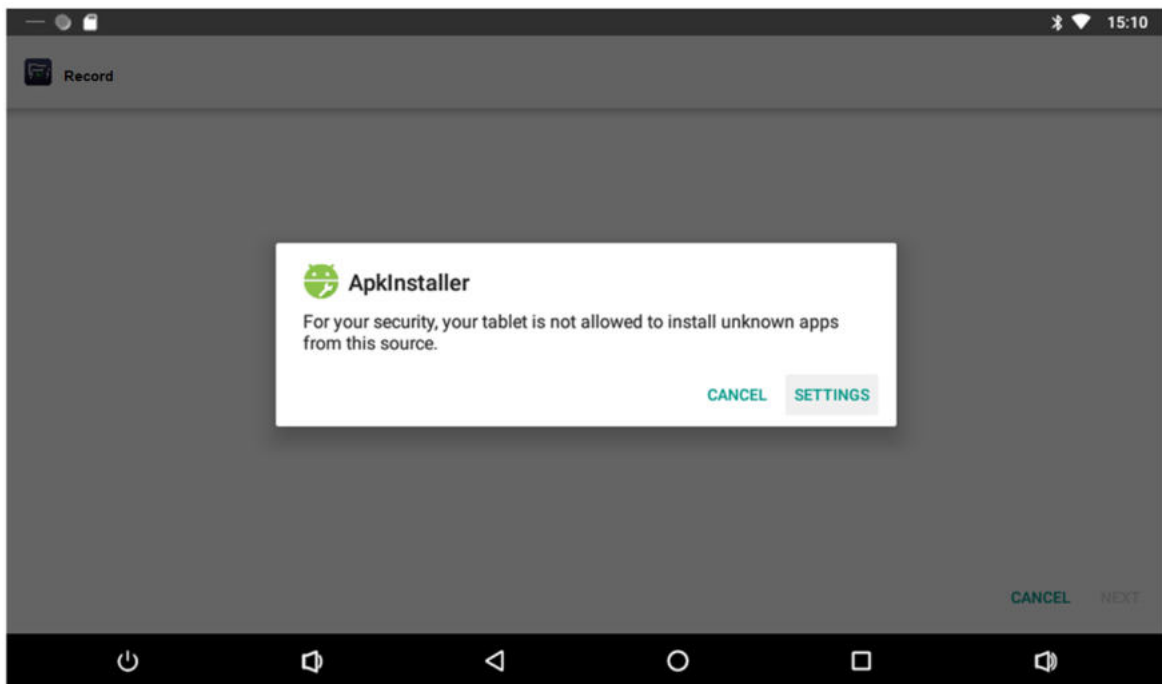 15:10
Record
ApkInstaller
For your security, your tablet is not allowed to install unknown apps
from this source.
CANCEL SETTINGS
CANCEL NEXT